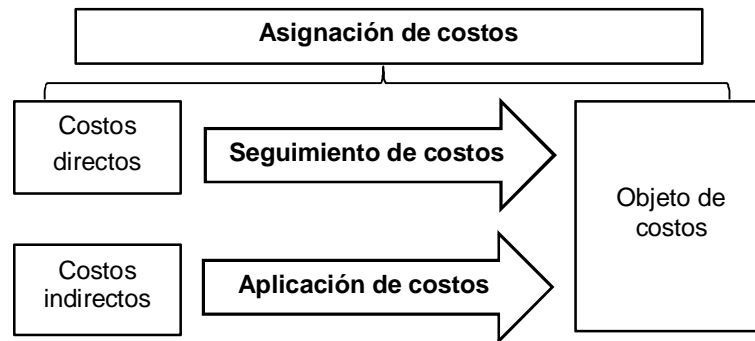 Asignación de costos
Costos
directos
Seguimiento de costos
Objeto de
costos
Costos
indirectos
Aplicación de costos